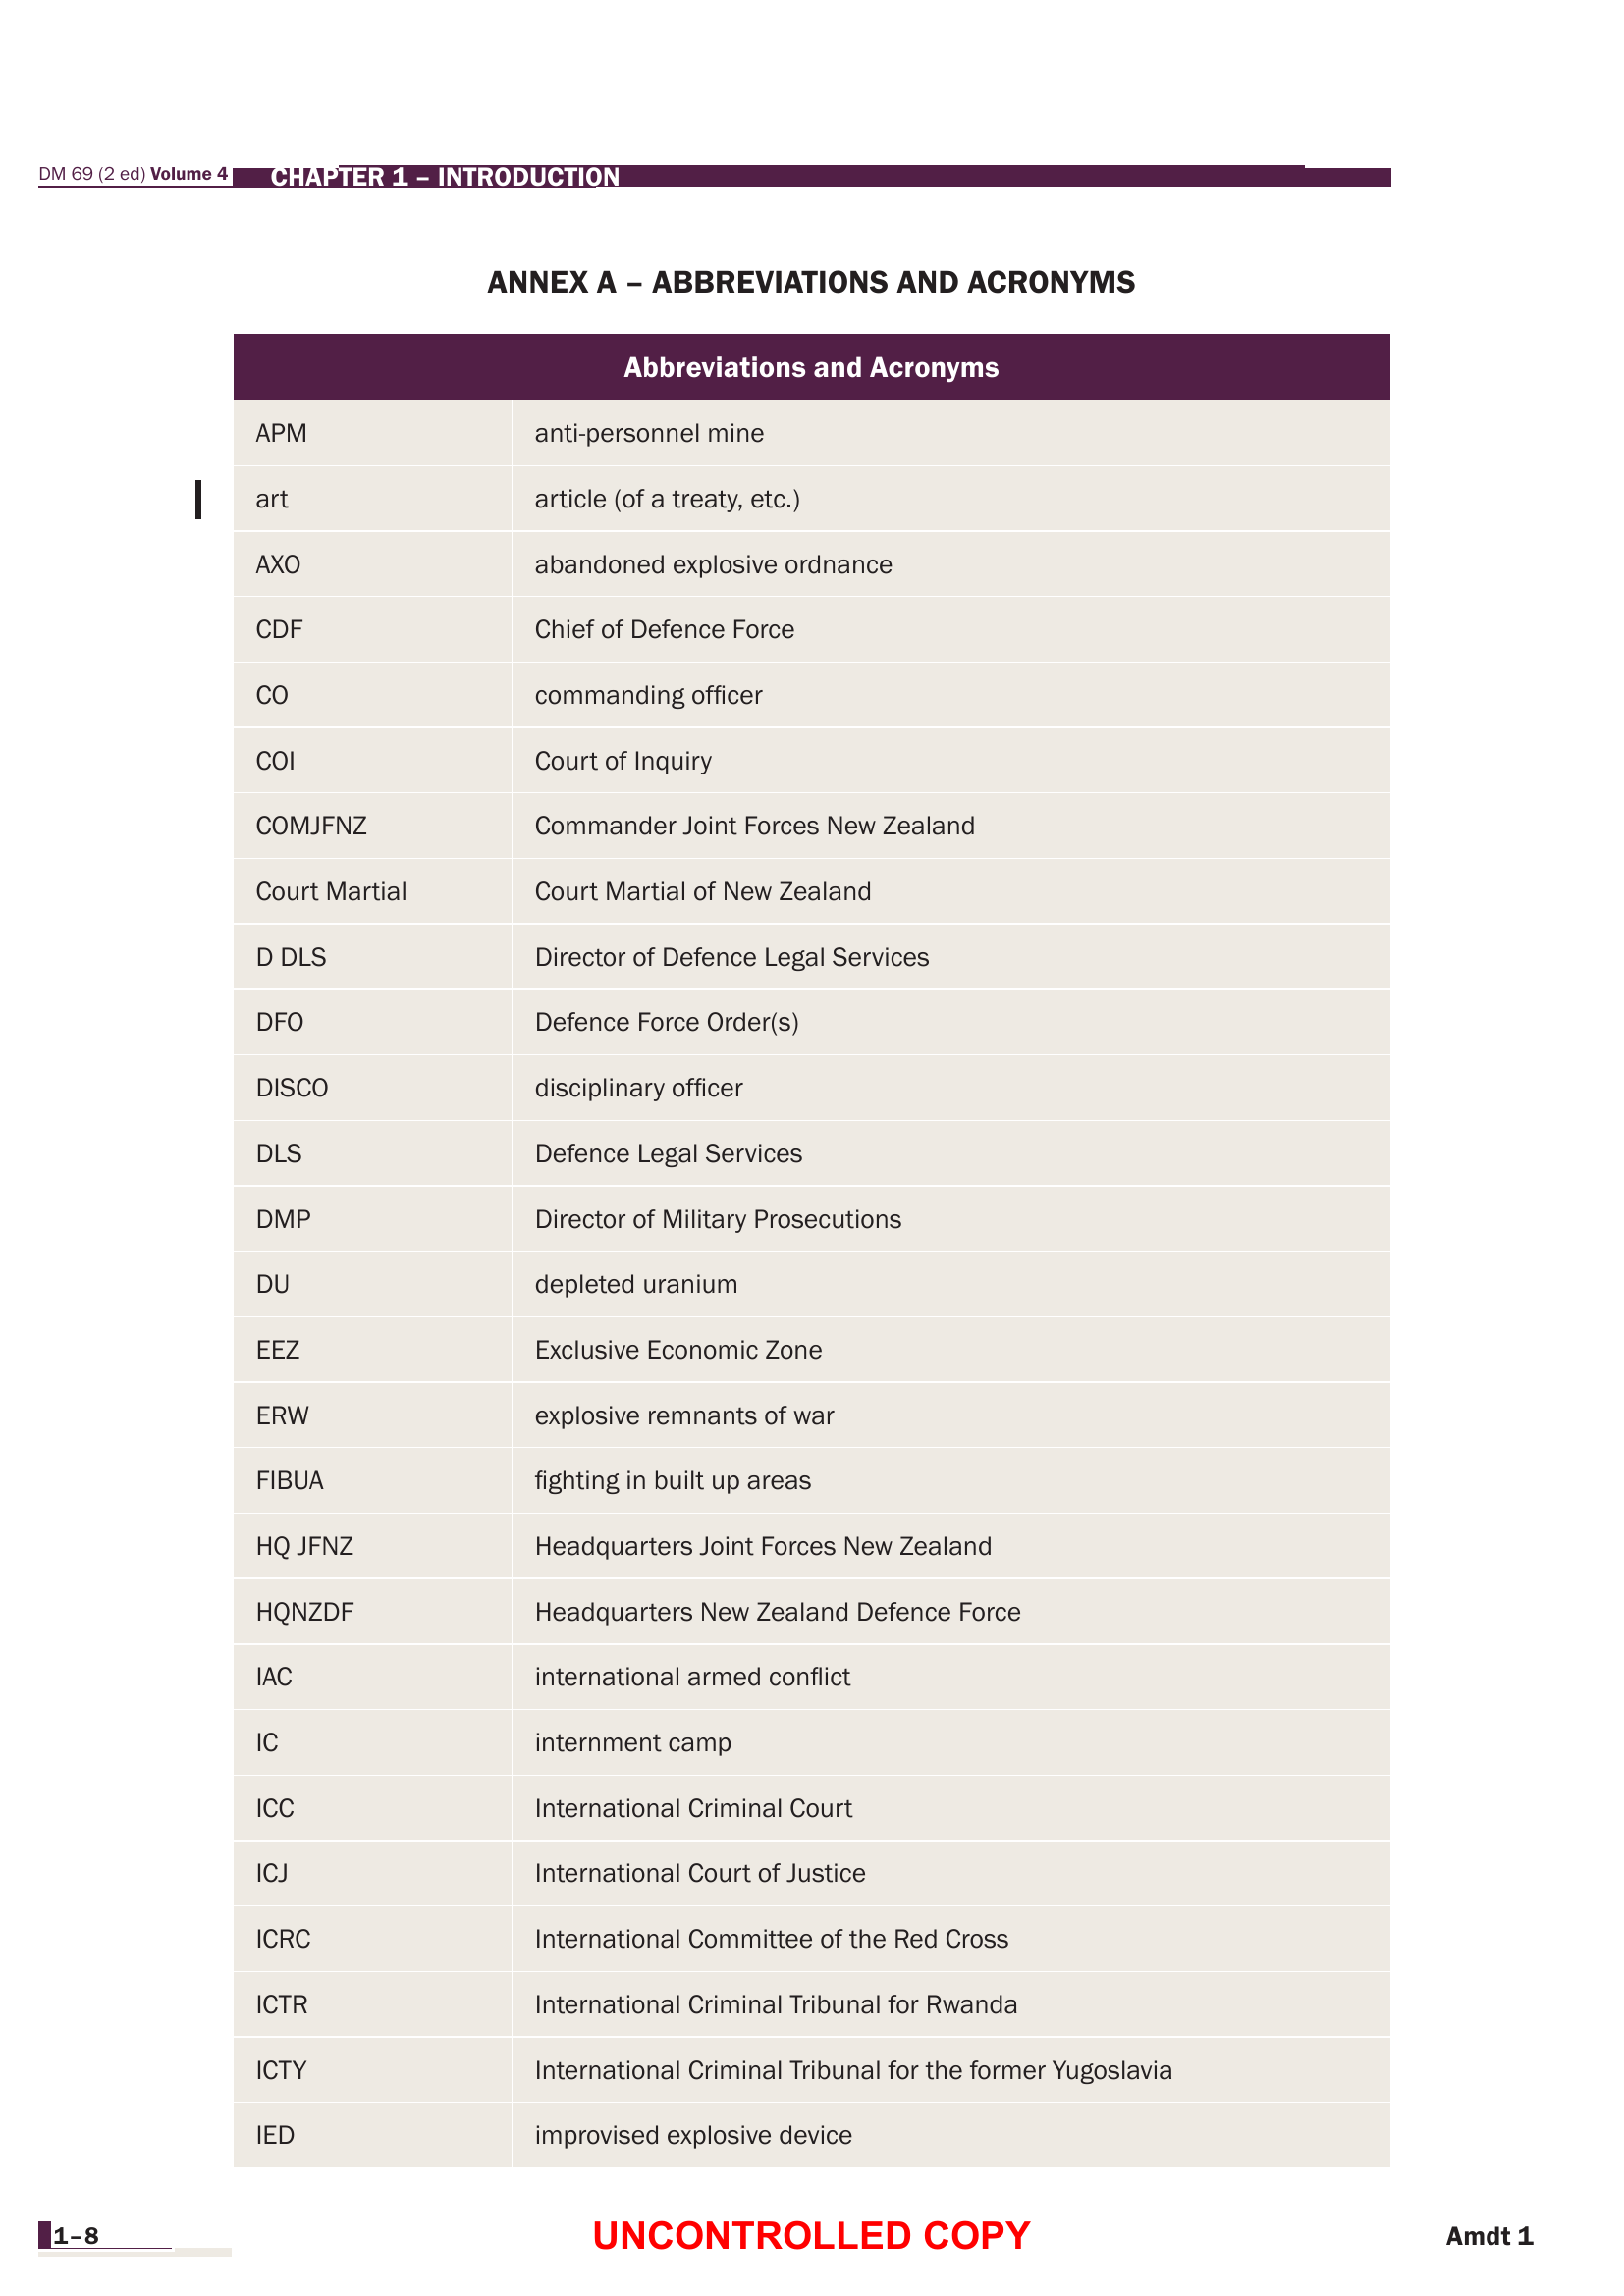 DM 69 (2 ed) Volume 4 CHAPTER 1 – INTRODUCTION
ANNEX A – ABBREVIATIONS AND ACRONYMS
Abbreviations and Acronyms
APM anti-personnel mine
art article (of a treaty, etc.)
AXO abandoned explosive ordnance
CDF Chief of Defence Force
CO commanding officer
COI Court of Inquiry
COMJFNZ Commander Joint Forces New Zealand
Court Martial Court Martial of New Zealand
D DLS Director of Defence Legal Services
DFO Defence Force Order(s)
DISCO disciplinary officer
DLS Defence Legal Services
DMP Director of Military Prosecutions
DU depleted uranium
EEZ Exclusive Economic Zone
ERW explosive remnants of war
FIBUA fighting in built up areas
HQ JFNZ Headquarters Joint Forces New Zealand
HQNZDF Headquarters New Zealand Defence Force
IAC international armed conflict
IC internment camp
ICC International Criminal Court
ICJ International Court of Justice
ICRC International Committee of the Red Cross
ICTR International Criminal Tribunal for Rwanda
ICTY International Criminal Tribunal for the former Yugoslavia
IED improvised explosive device
1–8 UNCONTROLLED COPY Amdt 1